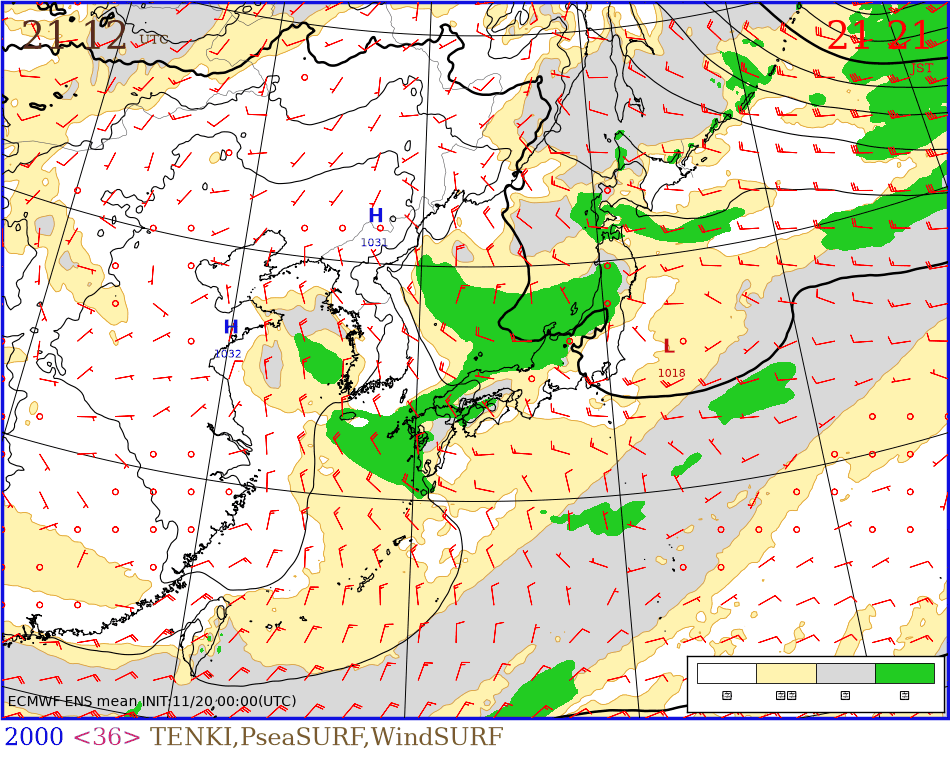 21 12 UTC
21 21
JST
H
1031
H
1032
L
1018
ECMWF ENS mean INIT:11/20 00:00(UTC)
2000 <36> TENKI,PseaSURF,WindSURF